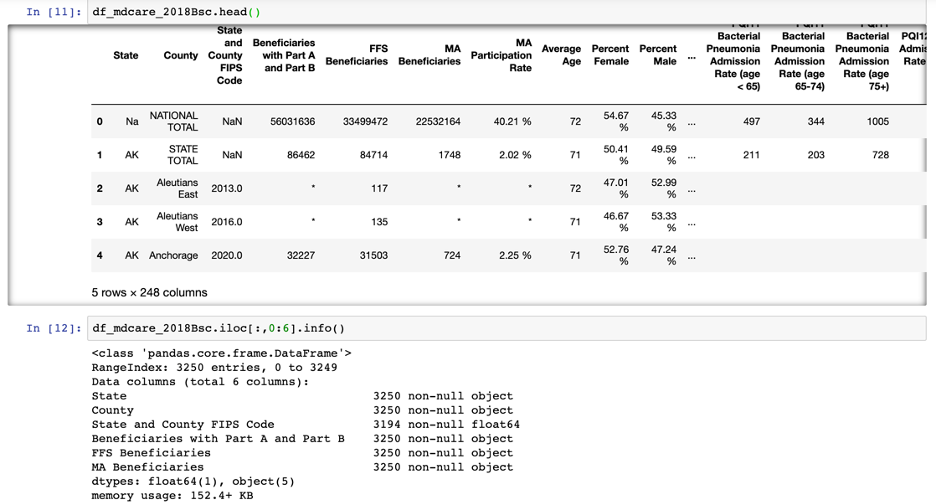 In [11]: df_mdcare_2018Bsc.head()
State County State and County FIPS Code Beneficiaries with Part A and Part B FFS Beneficiaries MA Beneficiaries MA Participation Rate Average Age Percent Female Percent Male ... Bacterial Pneumonia Admission Rate (age < 65) Bacterial Pneumonia Admission Rate (age 65-74) Bacterial Pneumonia Admission Rate (age 75+)
0 Na NATIONAL TOTAL NaN 56031636 33499472 22532164 40.21 % 72 54.67 % 45.33 % ... 497 344 1005
1 AK STATE TOTAL NaN 86462 84714 1748 2.02 % 71 50.41 % 49.59 % ... 211 203 728
2 AK Aleutians East 2013.0 * 117 * * 72 47.01 % 52.99 % ...
3 AK Aleutians West 2016.0 * 135 * * 71 46.67 % 53.33 % ...
4 AK Anchorage 2020.0 32227 31503 724 2.25 % 71 52.76 % 47.24 % ...
5 rows × 248 columns
In [12]: df_mdcare_2018Bsc.iloc[:,0:6].info()
<class 'pandas.core.frame.DataFrame'>
RangeIndex: 3250 entries, 0 to 3249
Data columns (total 6 columns):
State 3250 non-null object
County 3250 non-null object
State and County FIPS Code 3194 non-null float64
Beneficiaries with Part A and Part B 3250 non-null object
FFS Beneficiaries 3250 non-null object
MA Beneficiaries 3250 non-null object
dtypes: float64(1), object(5)
memory usage: 152.4+ KB